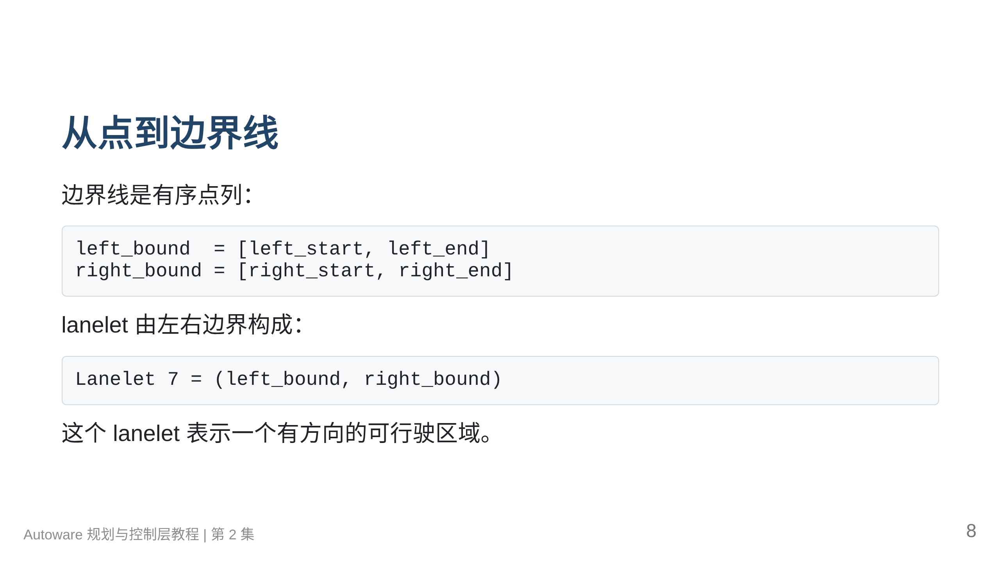 从点到边界线
边界线是有序点列：
left_bound  = [left_start, left_end]
right_bound = [right_start, right_end]
lanelet 由左右边界构成：
Lanelet 7 = (left_bound, right_bound)
这个 lanelet 表示一个有方向的可行驶区域。
Autoware 规划与控制层教程 | 第 2 集
8